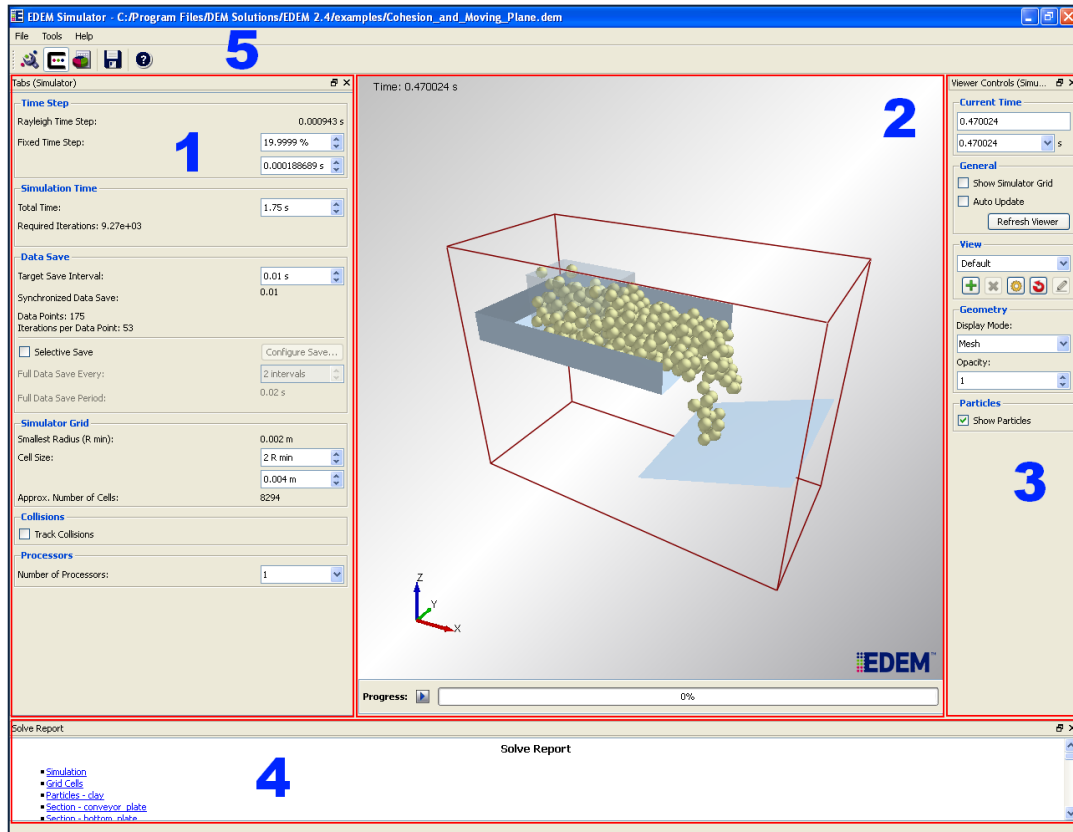 EDEM Simulator - C:/Program Files/DEM Solutions/EDEM 2.4/examples/Cohesion_and_Moving_Plane.dem
File Tools Help
5
Tabs (Simulator)
Time Step
Rayleigh Time Step: 0.000943 s
1
Fixed Time Step: 19.9999 %
0.000188689 s
Simulation Time
Total Time: 1.75 s
Required Iterations: 9.27e+03
Data Save
Target Save Interval: 0.01 s
Synchronized Data Save: 0.01
Data Points: 175
Iterations per Data Point: 53
Selective Save Configure Save...
Full Data Save Every: 2 intervals
Full Data Save Period: 0.02 s
Simulator Grid
Smallest Radius (R min): 0.002 m
Cell Size: 2 R min
0.004 m
Approx. Number of Cells: 8294
Collisions
Track Collisions
Processors
Number of Processors: 1
Time: 0.470024 s
2
Z
Y
X
EDEM™
Progress: 0%
Viewer Controls (Simu...
Current Time
0.470024
0.470024 s
General
Show Simulator Grid
Auto Update
Refresh Viewer
View
Default
Geometry
Display Mode:
Mesh
Opacity:
1
Particles
Show Particles
3
Solve Report
Solve Report
4
Simulation
Grid Cells
Particles - clay
Section - conveyor_plate
Section - bottom_plate